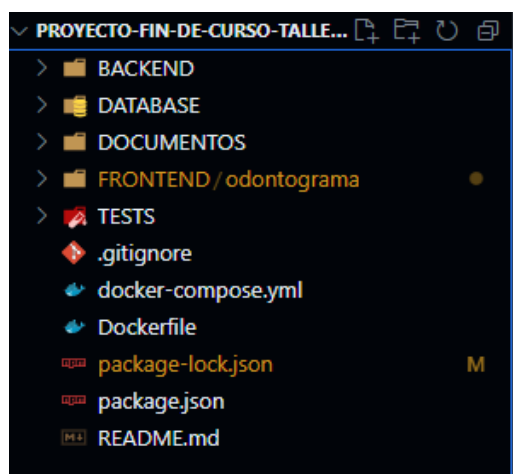 PROYECTO-FIN-DE-CURSO-TALLE...
BACKEND
DATABASE
DOCUMENTOS
FRONTEND / odontograma
TESTS
.gitignore
docker-compose.yml
Dockerfile
package-lock.json M
package.json
README.md